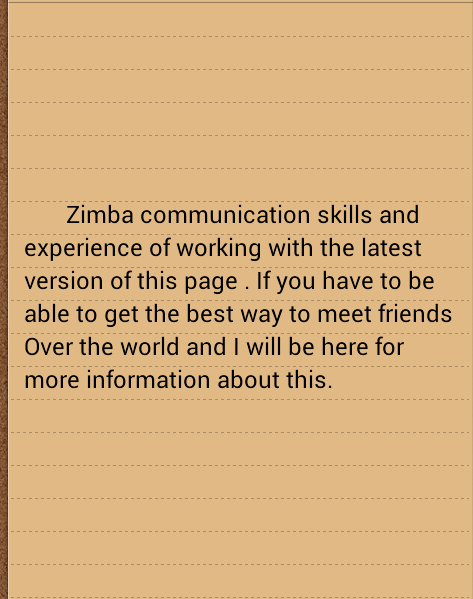 Zimba communication skills and
experience of working with the latest
version of this page . If you have to be
able to get the best way to meet friends
Over the world and I will be here for
more information about this.